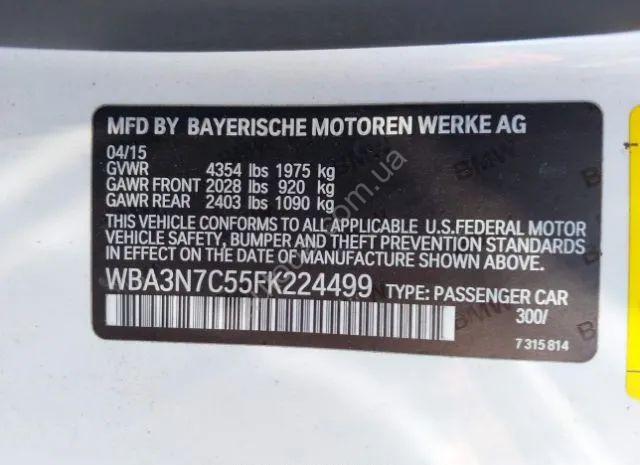 MFD BY BAYERISCHE MOTOREN WERKE AG
04/15
GVWR 4354 lbs 1975 kg
GAWR FRONT 2028 lbs 920 kg
GAWR REAR 2403 lbs 1090 kg
THIS VEHICLE CONFORMS TO ALL APPLICABLE U.S.FEDERAL MOTOR
VEHICLE SAFETY, BUMPER AND THEFT PREVENTION STANDARDS
IN EFFECT ON THE DATE OF MANUFACTURE SHOWN ABOVE.
WBA3N7C55FK224499 TYPE: PASSENGER CAR
300/
7 315 814